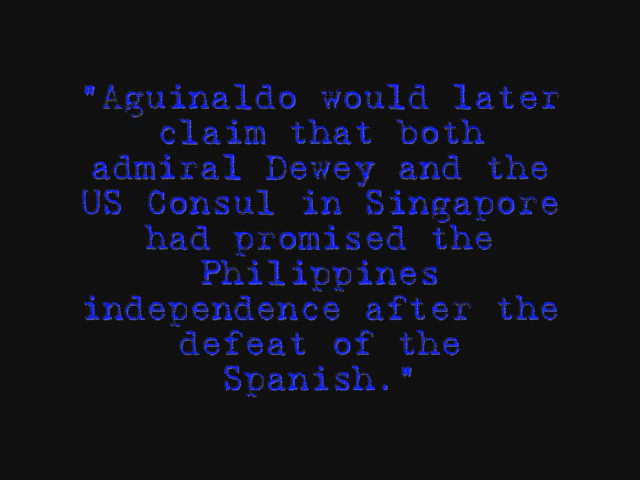 "Aguinaldo would later
claim that both
admiral Dewey and the
US Consul in Singapore
had promised the
Philippines
independence after the
defeat of the
Spanish."